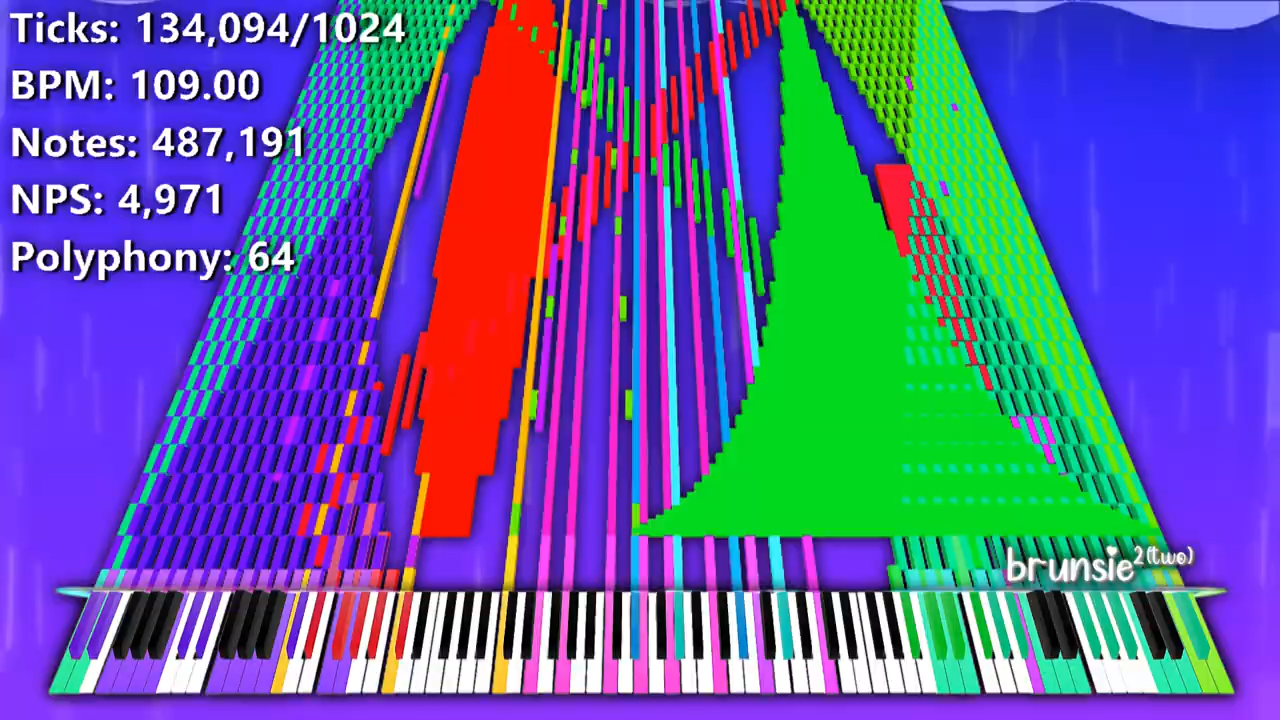 Ticks: 134,094/1024
BPM: 109.00
Notes: 487,191
NPS: 4,971
Polyphony: 64
brunsie²⁽ᵗʷᵒ⁾